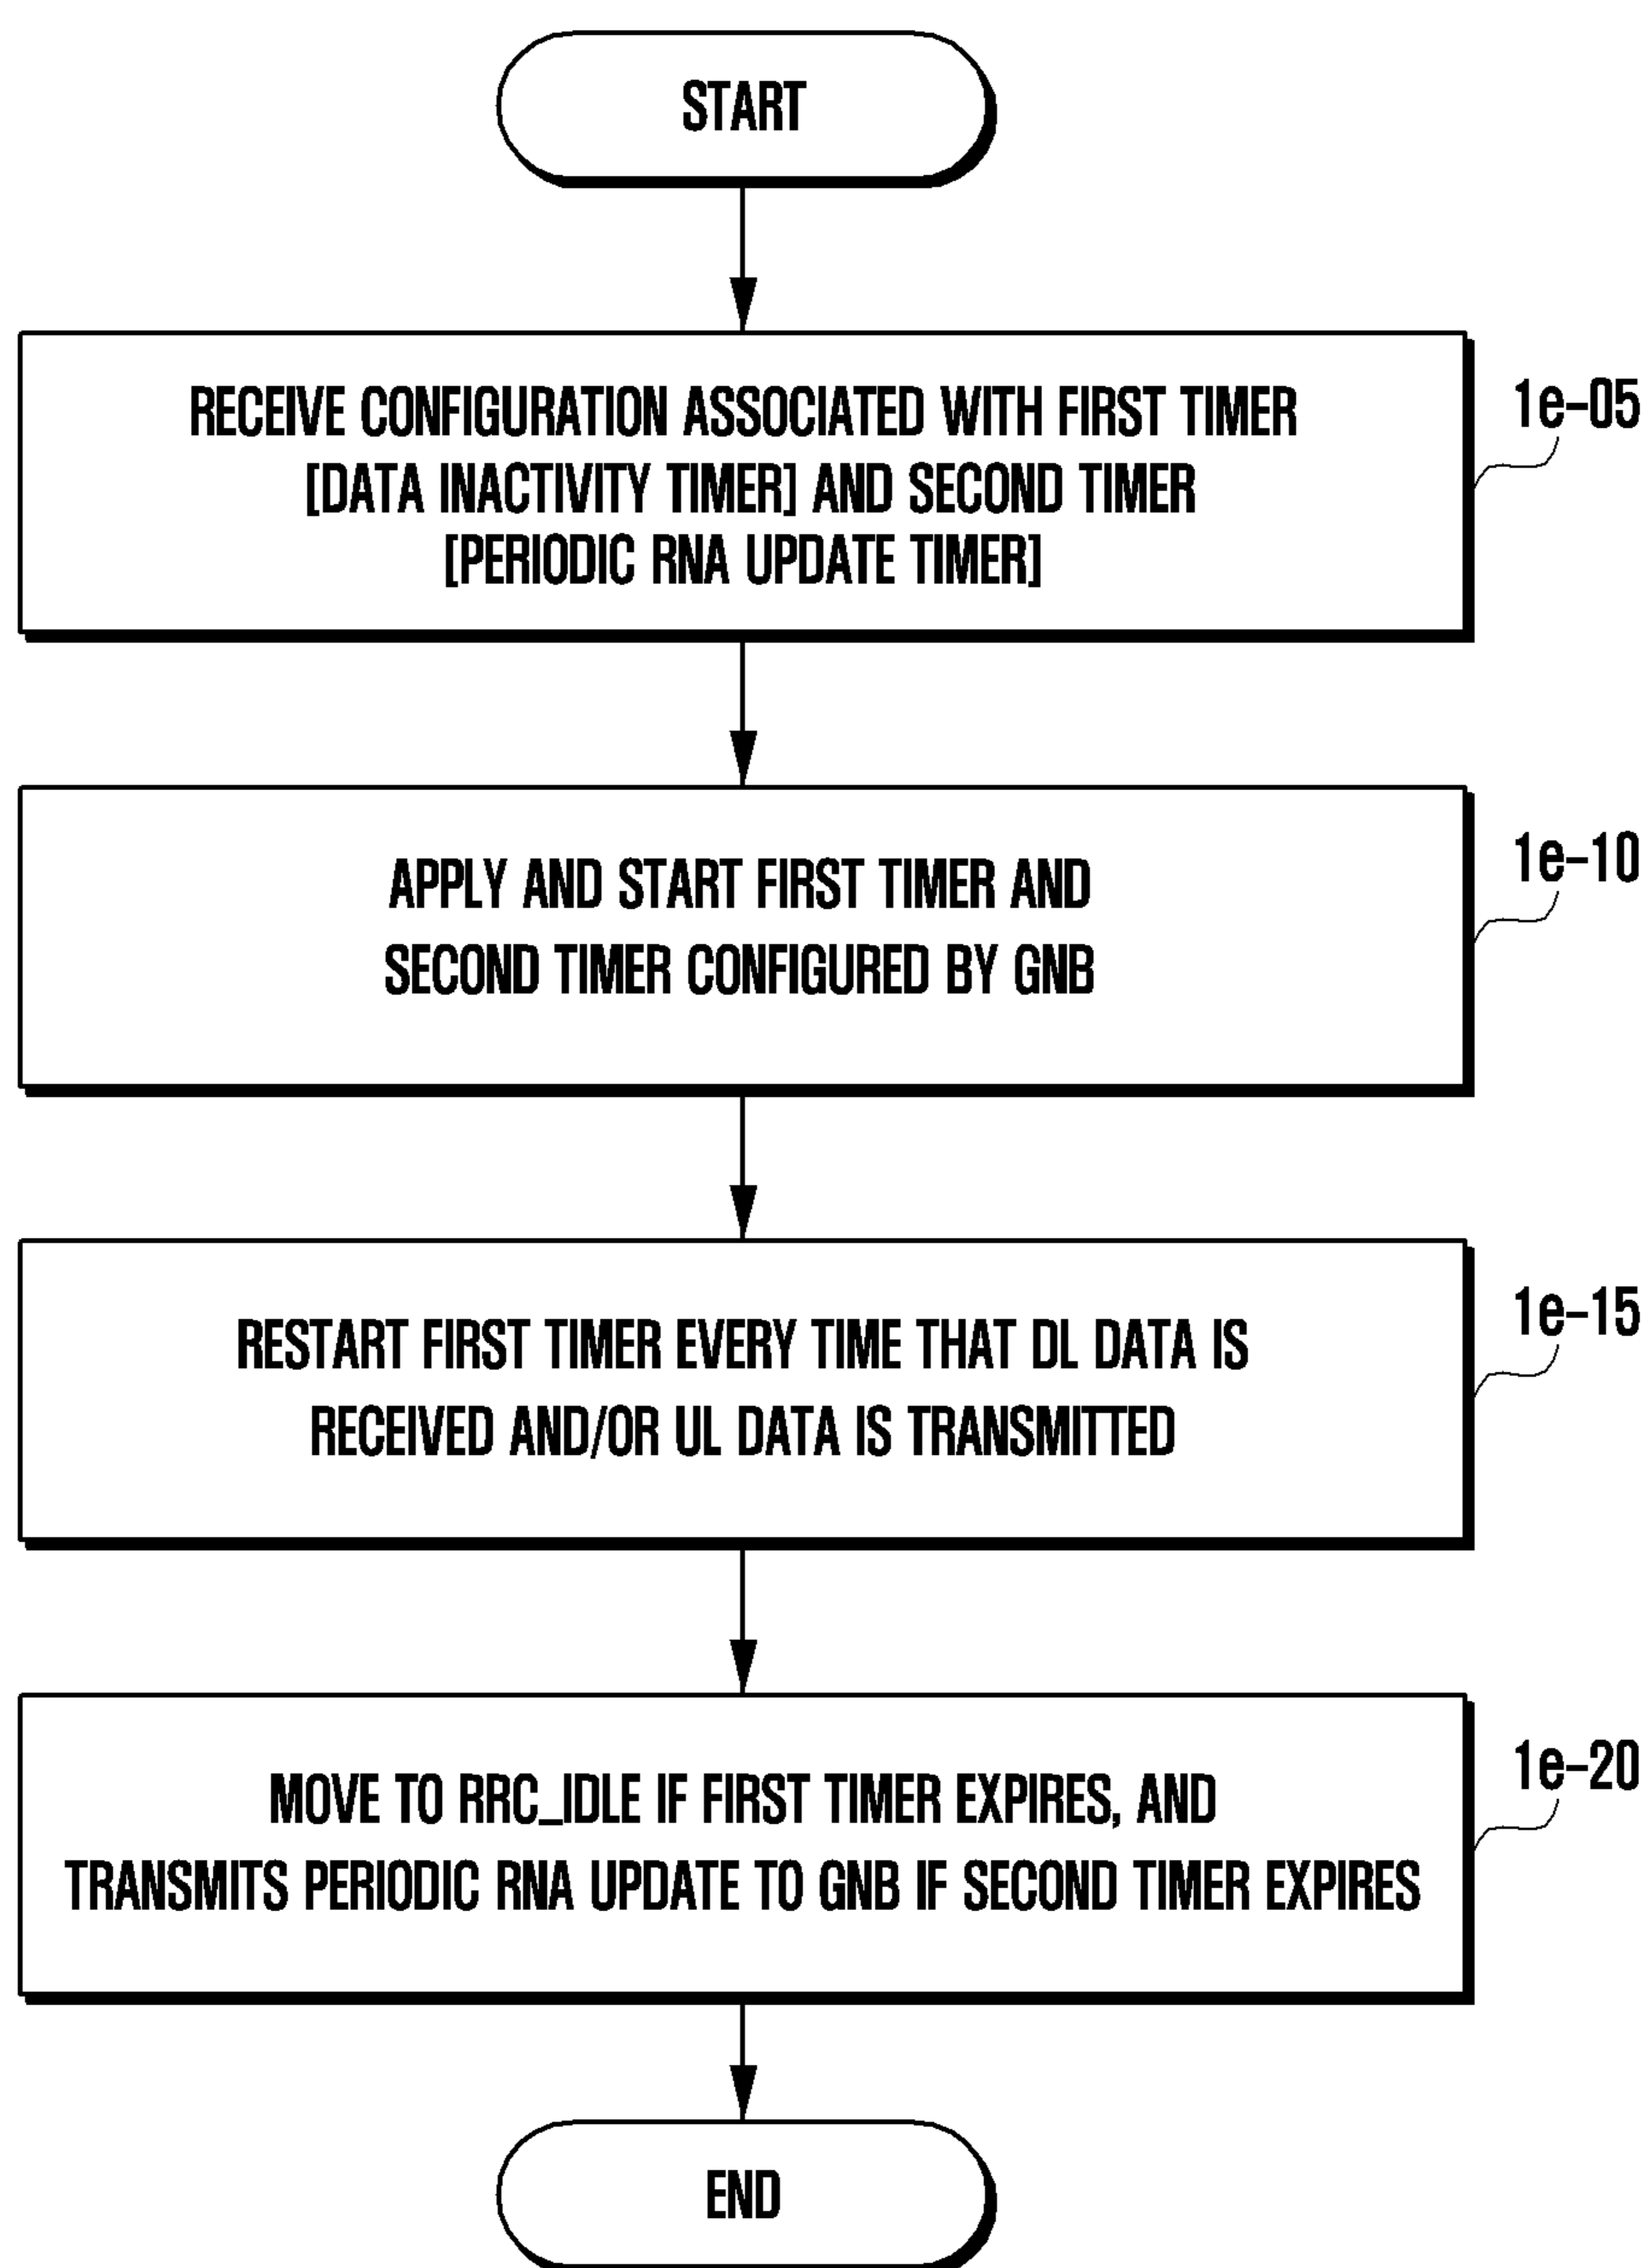 START
RECEIVE CONFIGURATION ASSOCIATED WITH FIRST TIMER
[DATA INACTIVITY TIMER] AND SECOND TIMER
[PERIODIC RNA UPDATE TIMER]
1e-05
APPLY AND START FIRST TIMER AND
SECOND TIMER CONFIGURED BY GNB
1e-10
RESTART FIRST TIMER EVERY TIME THAT DL DATA IS
RECEIVED AND/OR UL DATA IS TRANSMITTED
1e-15
MOVE TO RRC_IDLE IF FIRST TIMER EXPIRES, AND
TRANSMITS PERIODIC RNA UPDATE TO GNB IF SECOND TIMER EXPIRES
1e-20
END